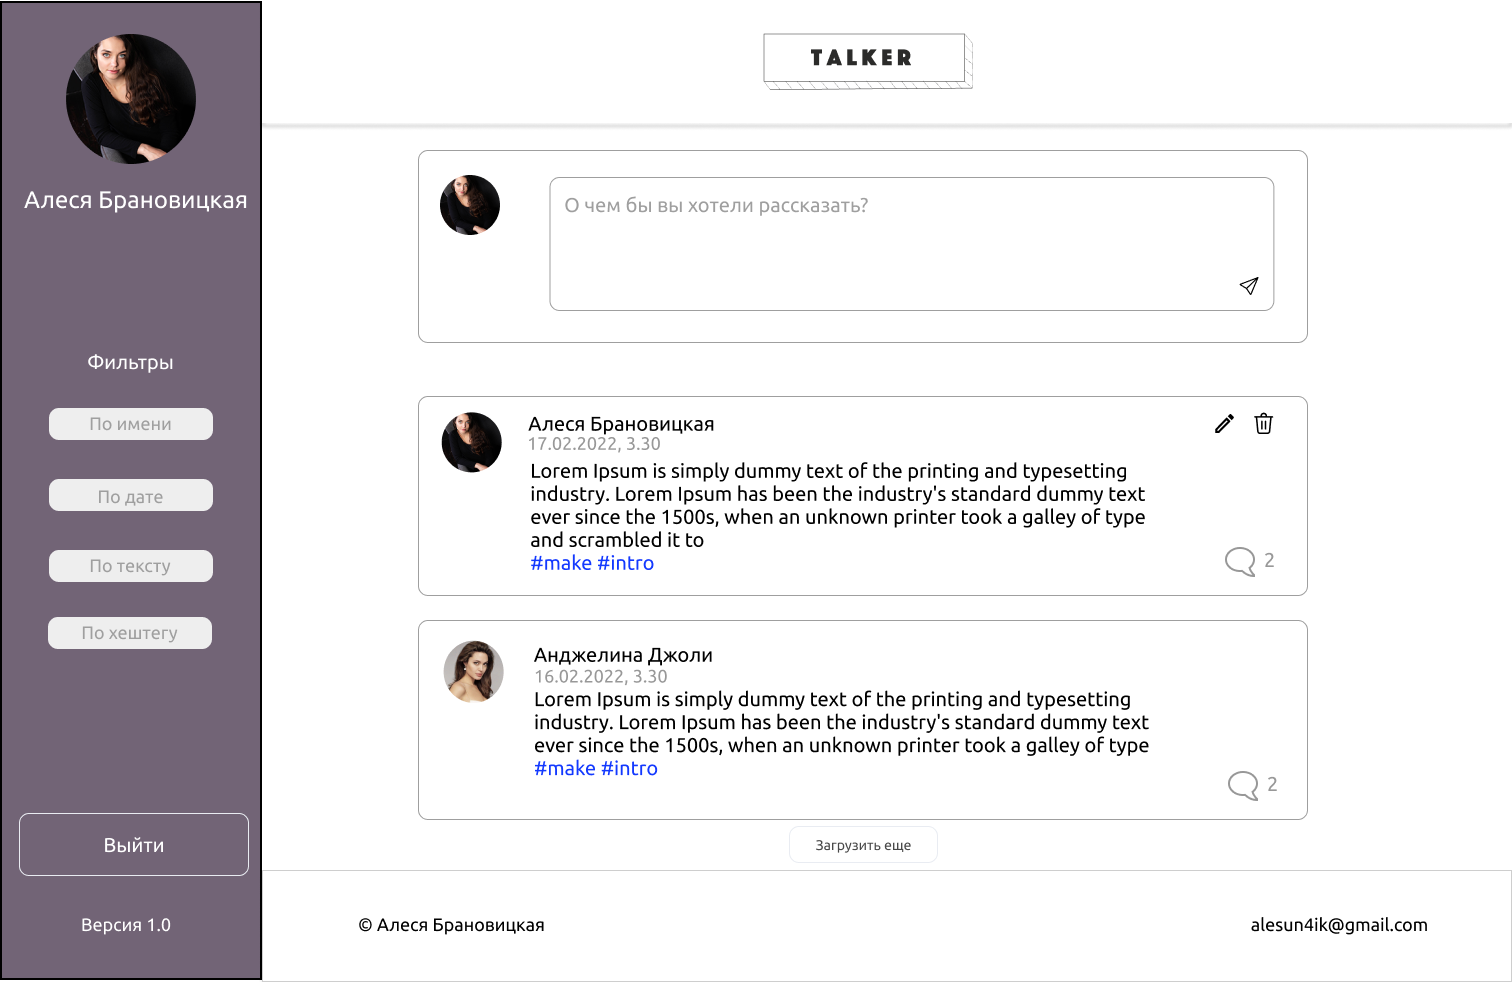 Алеся Брановицкая
Фильтры
По имени
По дате
По тексту
По хештегу
Выйти
Версия 1.0
TALKER
О чем бы вы хотели рассказать?
Алеся Брановицкая
17.02.2022, 3.30
Lorem Ipsum is simply dummy text of the printing and typesetting
industry. Lorem Ipsum has been the industry's standard dummy text
ever since the 1500s, when an unknown printer took a galley of type
and scrambled it to
#make #intro
2
Анджелина Джоли
16.02.2022, 3.30
Lorem Ipsum is simply dummy text of the printing and typesetting
industry. Lorem Ipsum has been the industry's standard dummy text
ever since the 1500s, when an unknown printer took a galley of type
#make #intro
2
Загрузить еще
© Алеся Брановицкая
alesun4ik@gmail.com